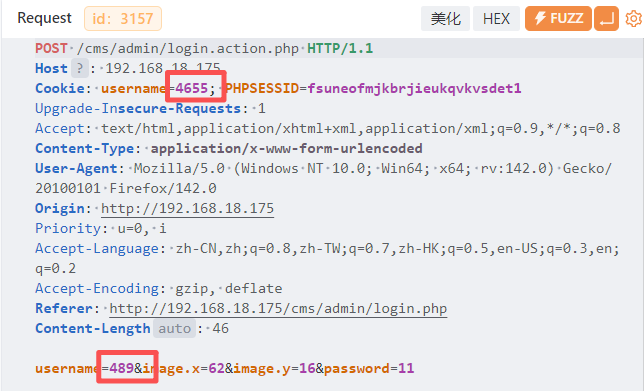 Request id: 3157 美化 HEX FUZZ
POST /cms/admin/login.action.php HTTP/1.1
Host ? : 192.168.18.175
Cookie: username=4655; PHPSESSID=fsuneofmjkbrjieukqvkvsdet1
Upgrade-Insecure-Requests: 1
Accept: text/html,application/xhtml+xml,application/xml;q=0.9,*/*;q=0.8
Content-Type: application/x-www-form-urlencoded
User-Agent: Mozilla/5.0 (Windows NT 10.0; Win64; x64; rv:142.0) Gecko/
20100101 Firefox/142.0
Origin: http://192.168.18.175
Priority: u=0, i
Accept-Language: zh-CN,zh;q=0.8,zh-TW;q=0.7,zh-HK;q=0.5,en-US;q=0.3,en;
q=0.2
Accept-Encoding: gzip, deflate
Referer: http://192.168.18.175/cms/admin/login.php
Content-Length auto : 46
username=489&image.x=62&image.y=16&password=11